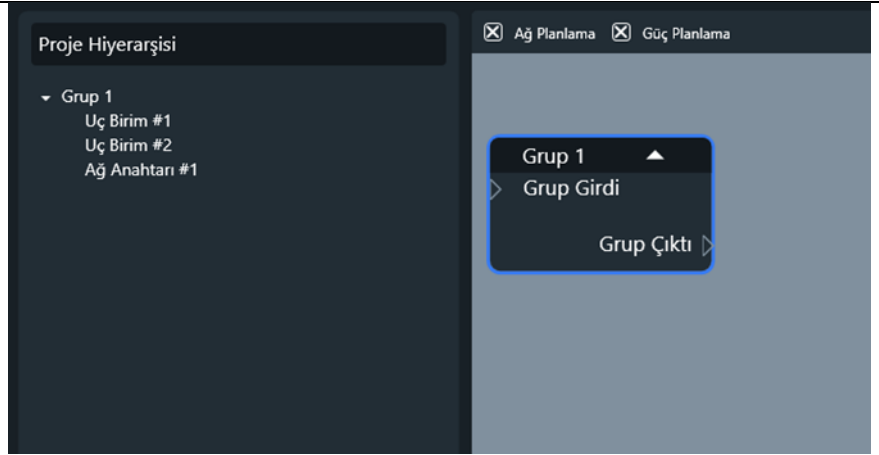 Proje Hiyerarşisi
Grup 1
Uç Birim #1
Uç Birim #2
Ağ Anahtarı #1
Ağ Planlama Güç Planlama
Grup 1
Grup Girdi
Grup Çıktı